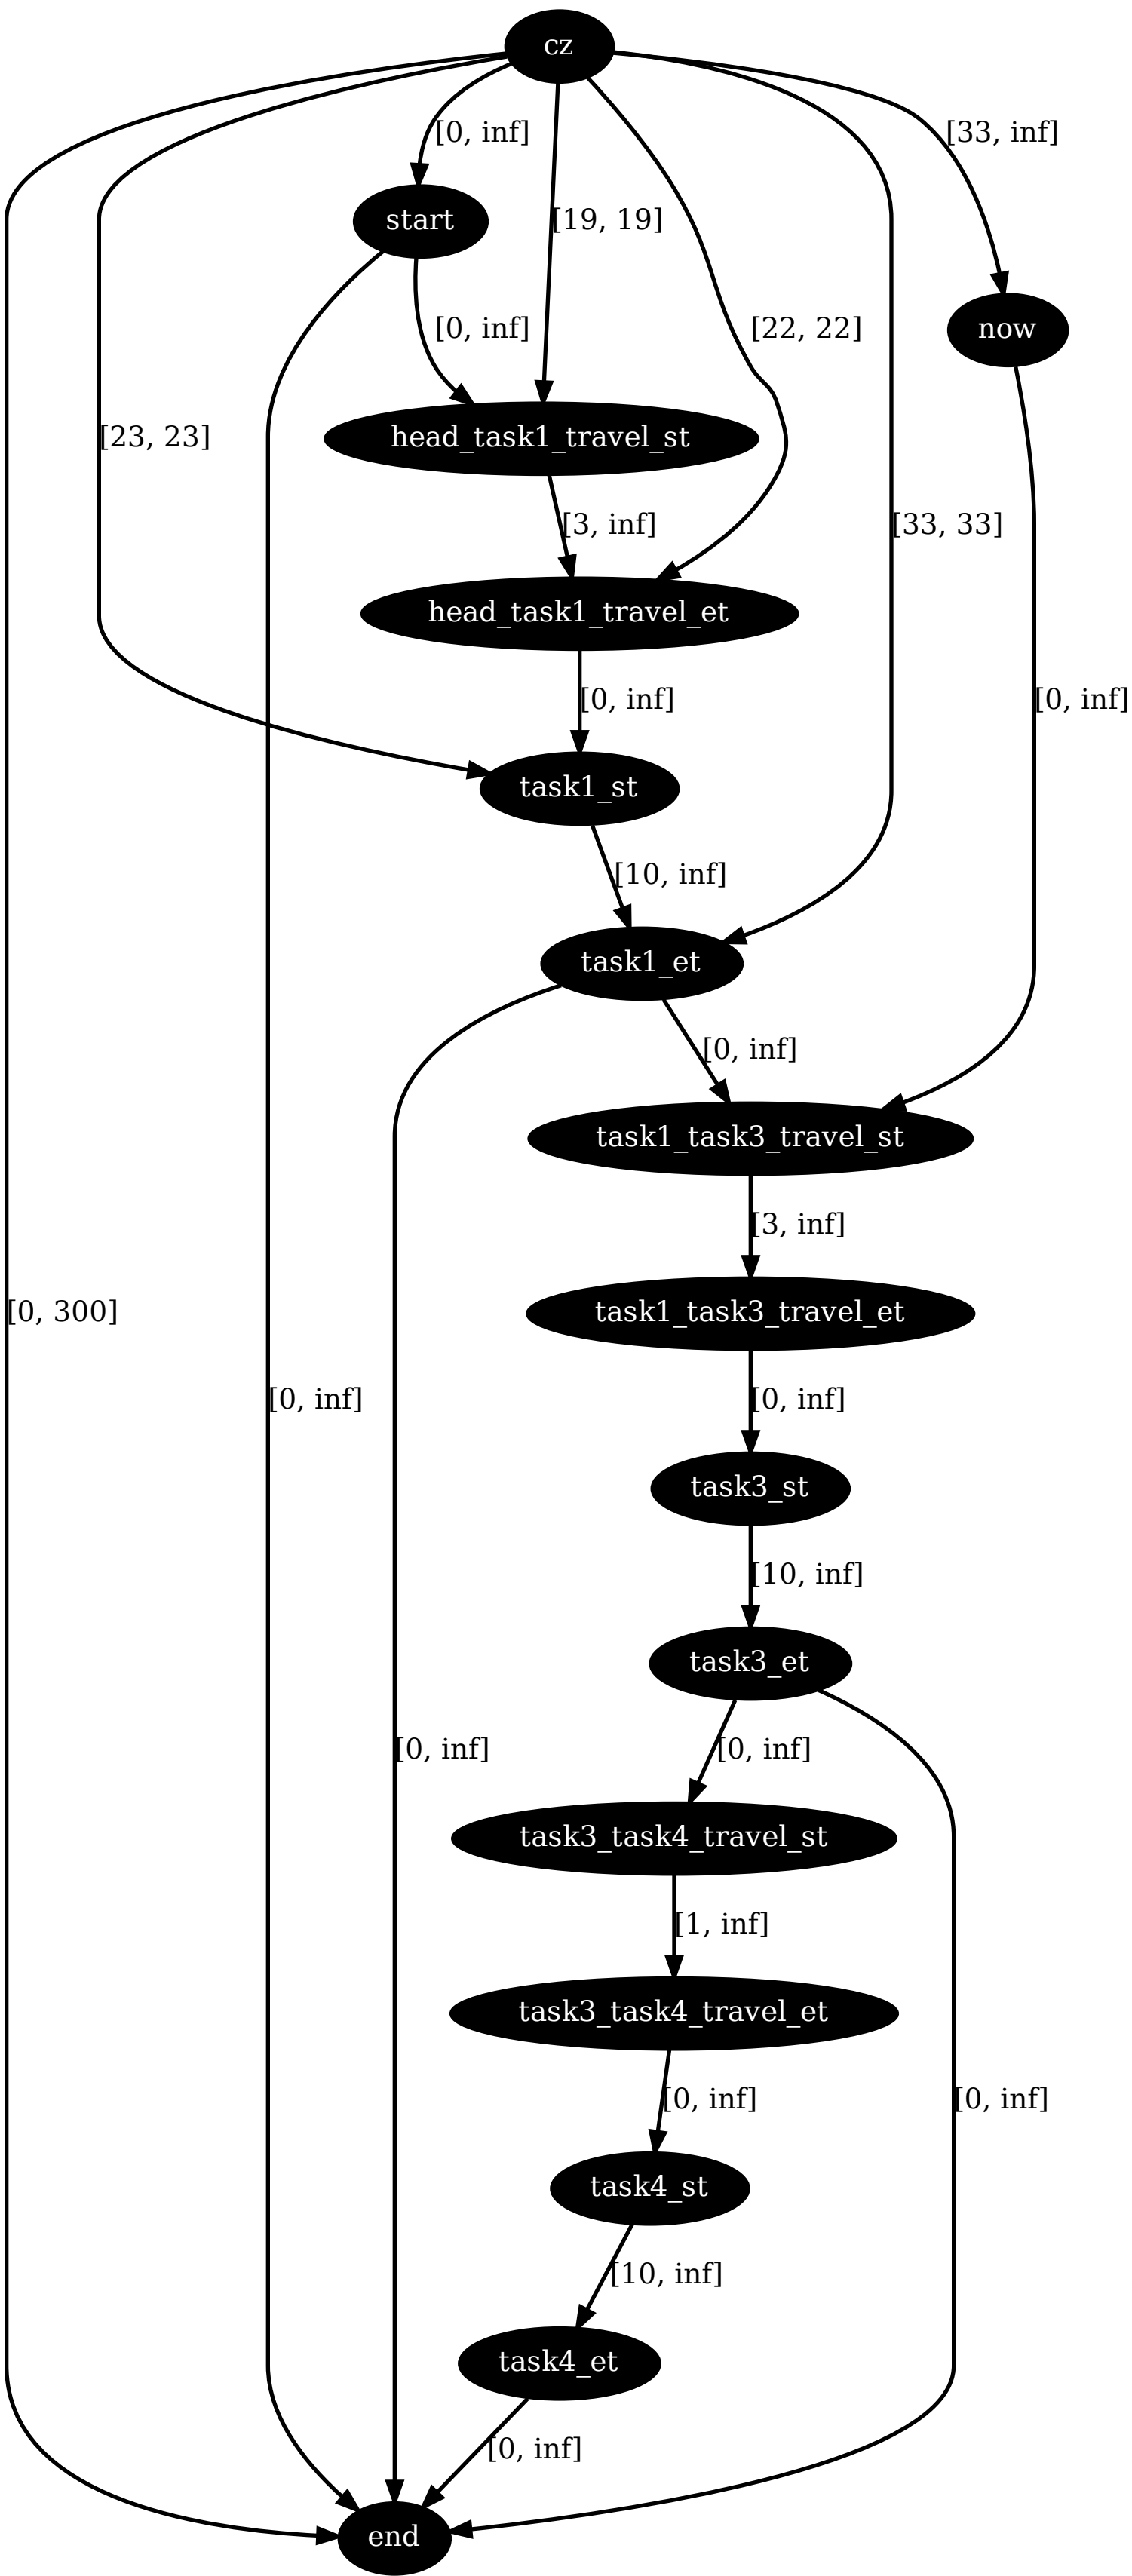 cz
[0, inf]
[33, inf]
start
[19, 19]
[0, inf]
[22, 22]
now
[23, 23]
head_task1_travel_st
[3, inf]
[33, 33]
head_task1_travel_et
[0, inf]
[0, inf]
task1_st
[10, inf]
task1_et
[0, inf]
task1_task3_travel_st
[3, inf]
[0, 300]
task1_task3_travel_et
[0, inf]
[0, inf]
task3_st
[10, inf]
task3_et
[0, inf]
[0, inf]
task3_task4_travel_st
[1, inf]
task3_task4_travel_et
[0, inf]
[0, inf]
task4_st
[10, inf]
task4_et
[0, inf]
end